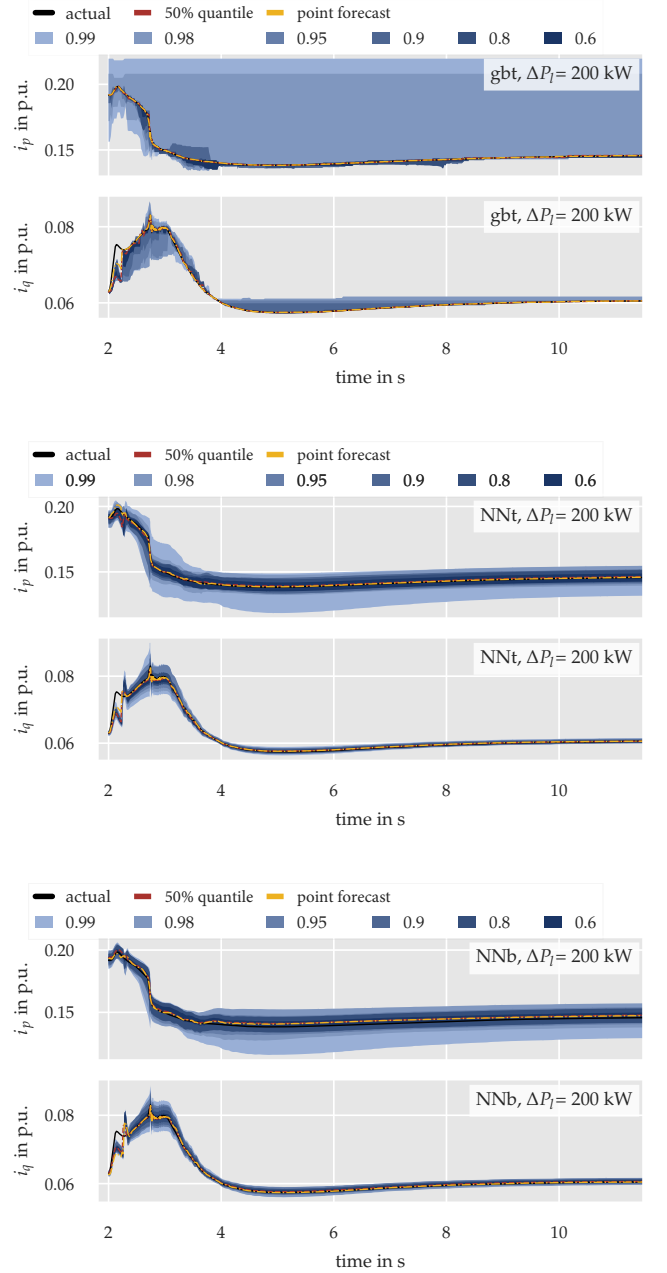 actual 50% quantile point forecast
0.99 0.98 0.95 0.9 0.8 0.6
gbt, ΔP_l = 200 kW
i_p in p.u.
0.20
0.15
gbt, ΔP_l = 200 kW
i_q in p.u.
0.08
0.06
2 4 6 8 10
time in s
actual 50% quantile point forecast
0.99 0.98 0.95 0.9 0.8 0.6
NNt, ΔP_l = 200 kW
i_p in p.u.
0.20
0.15
NNt, ΔP_l = 200 kW
i_q in p.u.
0.08
0.06
2 4 6 8 10
time in s
actual 50% quantile point forecast
0.99 0.98 0.95 0.9 0.8 0.6
NNb, ΔP_l = 200 kW
i_p in p.u.
0.20
0.15
NNb, ΔP_l = 200 kW
i_q in p.u.
0.08
0.06
2 4 6 8 10
time in s